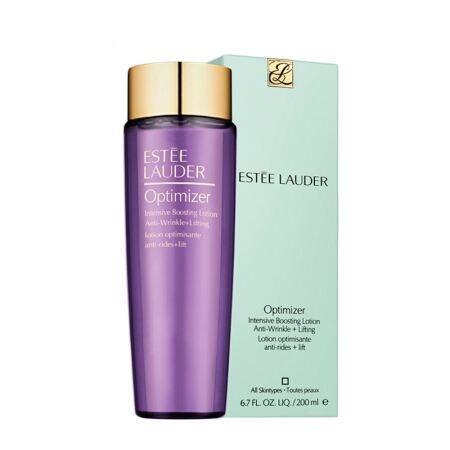 ESTĒE
LAUDER
Optimizer
Intensive Boosting Lotion
Anti-Wrinkle+Lifting
lotion optimisante
anti-rides+lift
EL
ESTĒE LAUDER
Optimizer
Intensive Boosting Lotion
Anti-Wrinkle + Lifting
Lotion optimisante
anti-rides + lift
All Skintypes • Toutes peaux
6.7 FL. OZ. LIQ. / 200 ml ℮